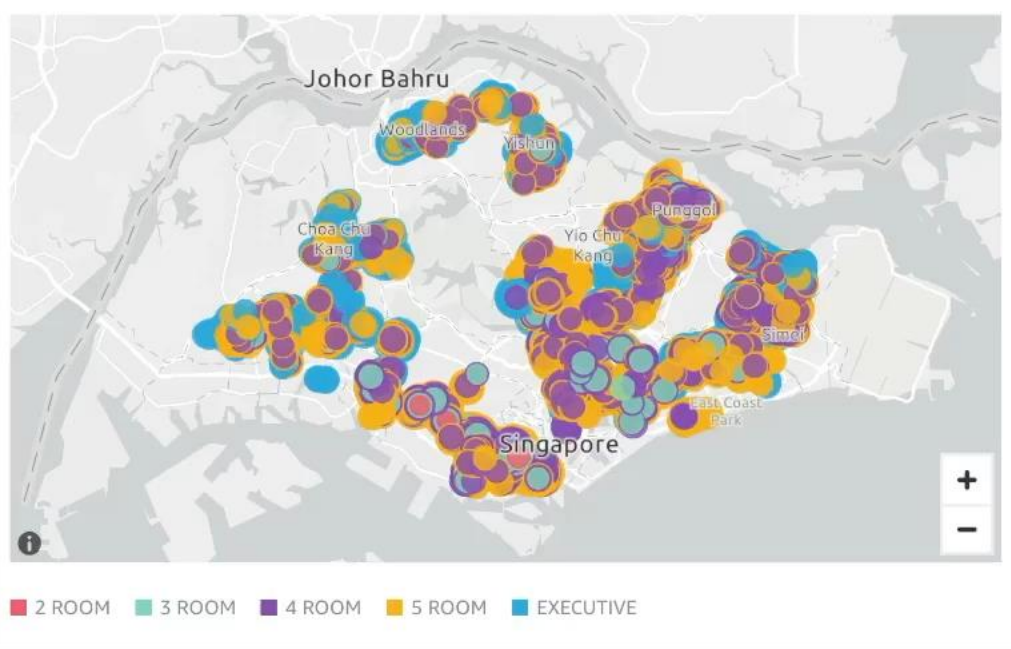 Johor Bahru
Woodlands
Yishun
Choa Chu
Kang
Punggol
Yio Chu
Kang
Simei
East Coast
Park
Singapore
+
−
i
2 ROOM
3 ROOM
4 ROOM
5 ROOM
EXECUTIVE